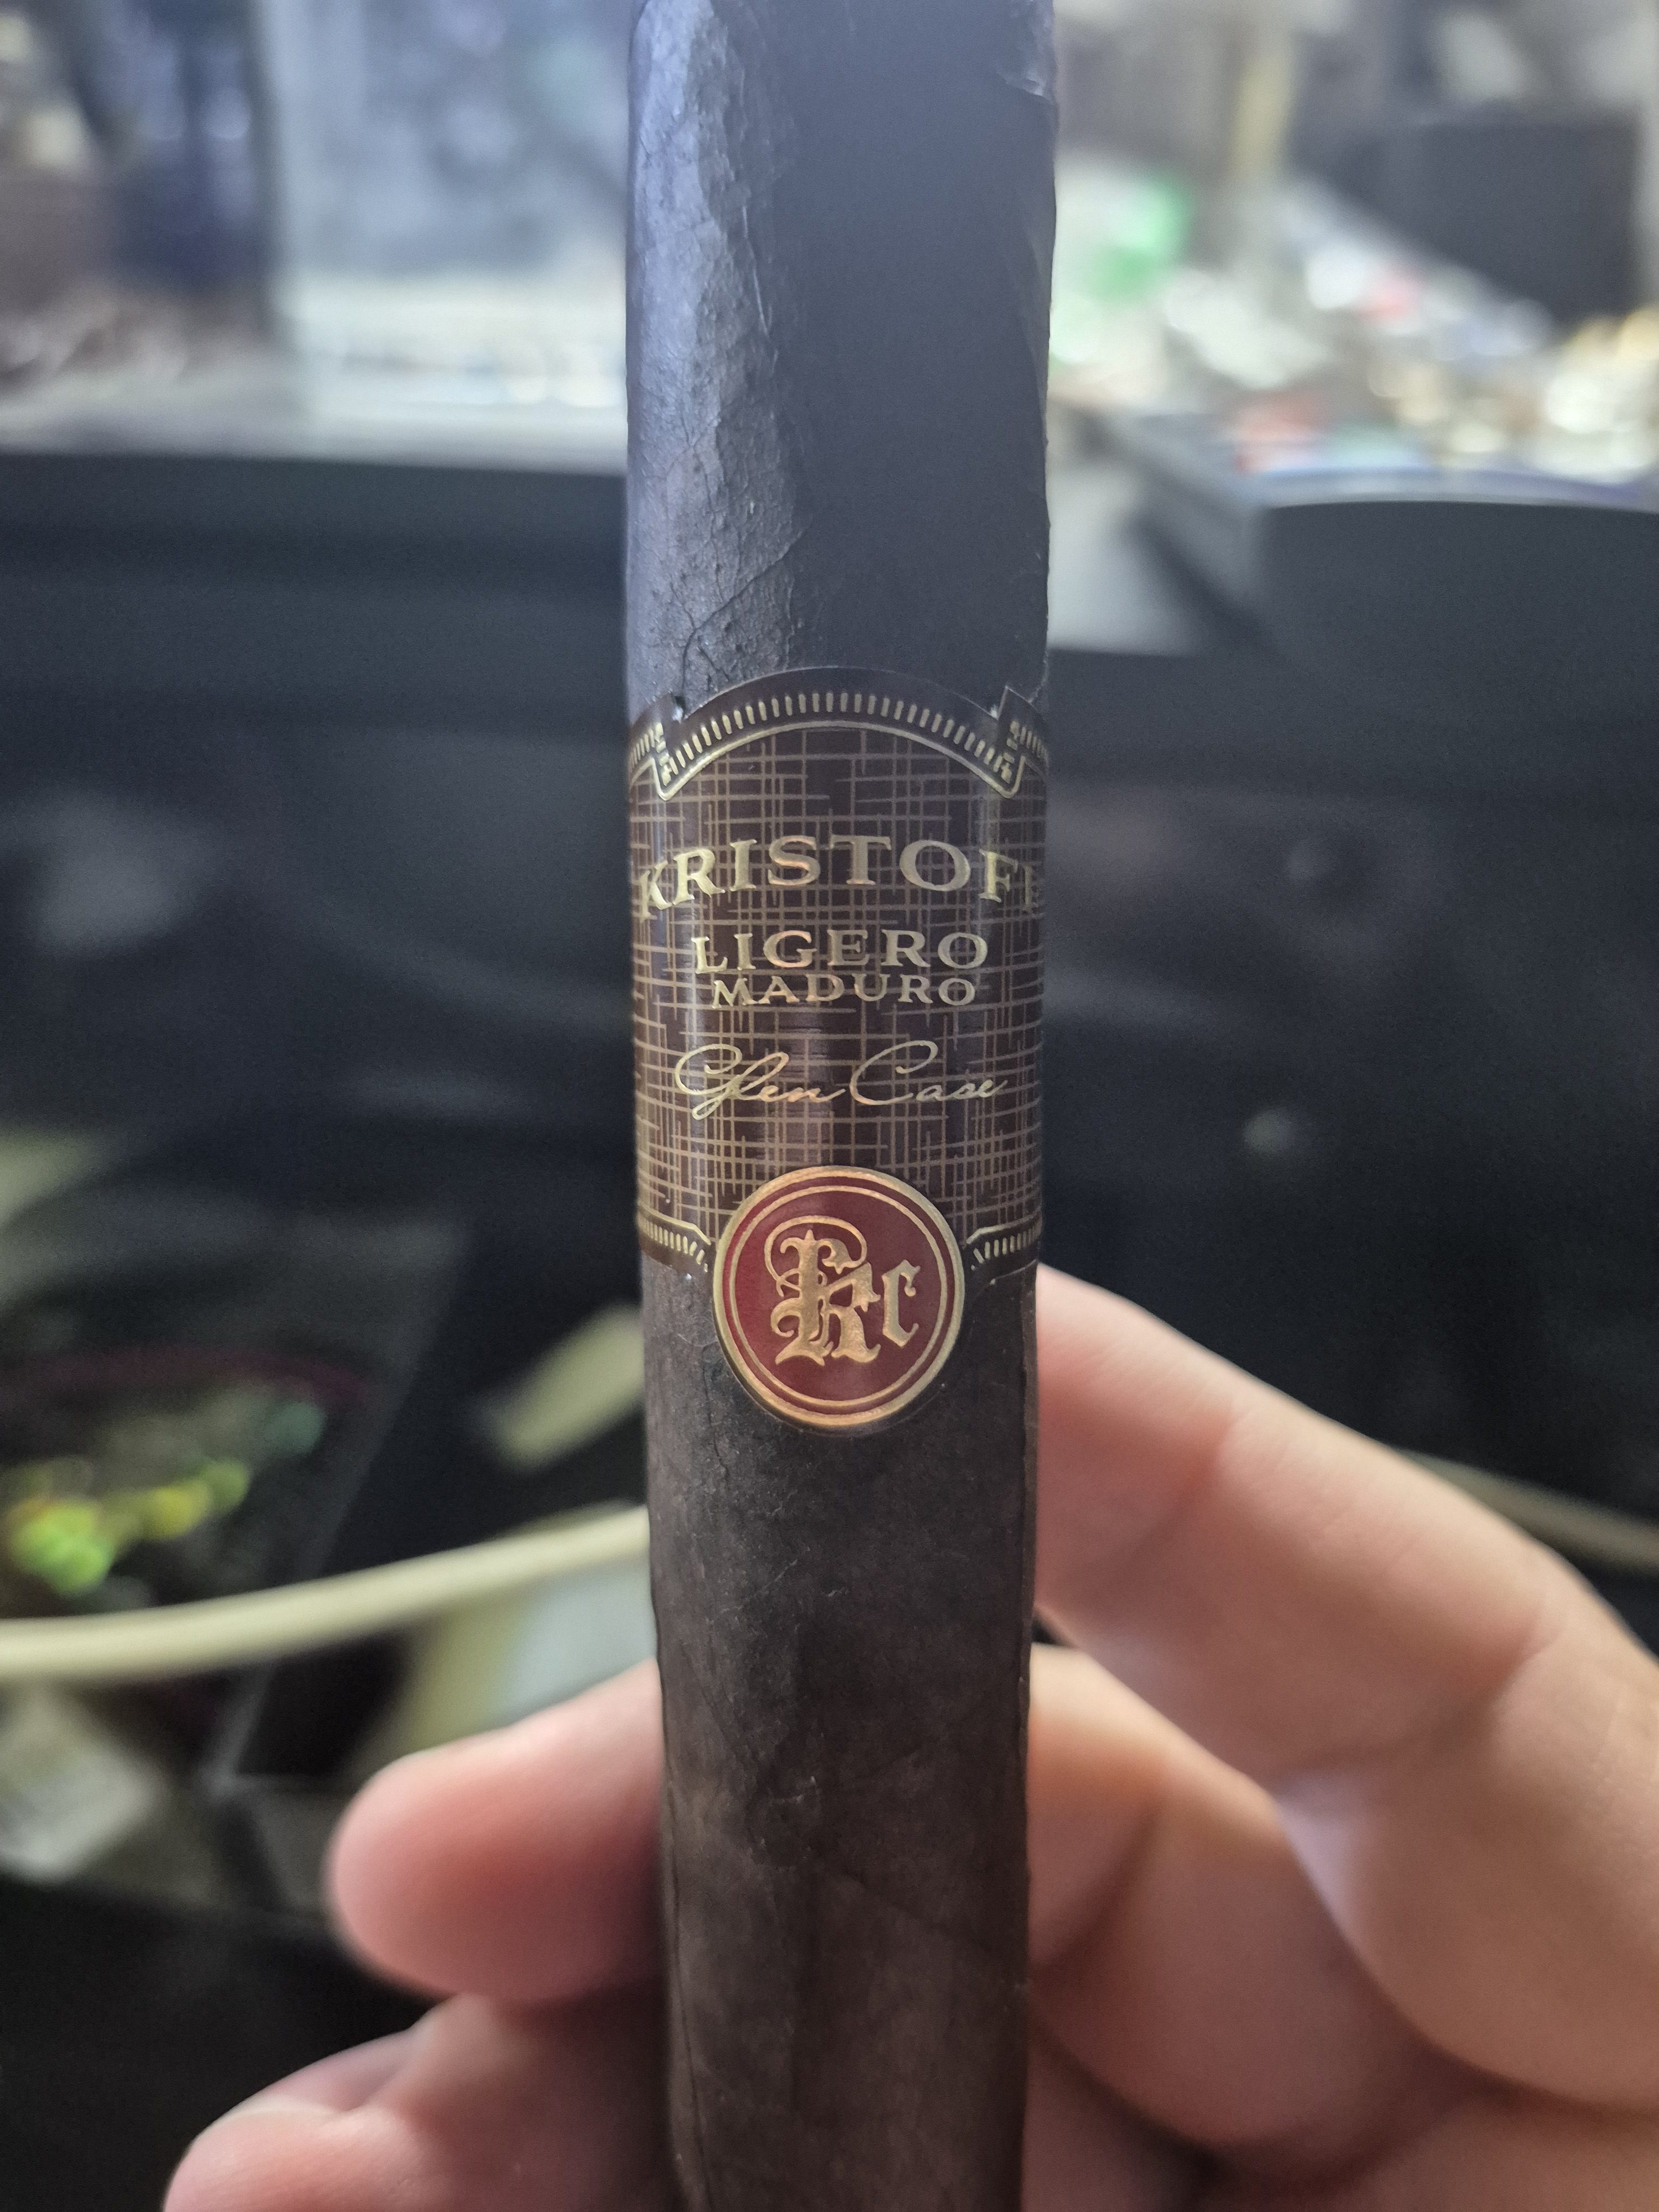 KRISTOFF
LIGERO
MADURO
Glen Case
Kc